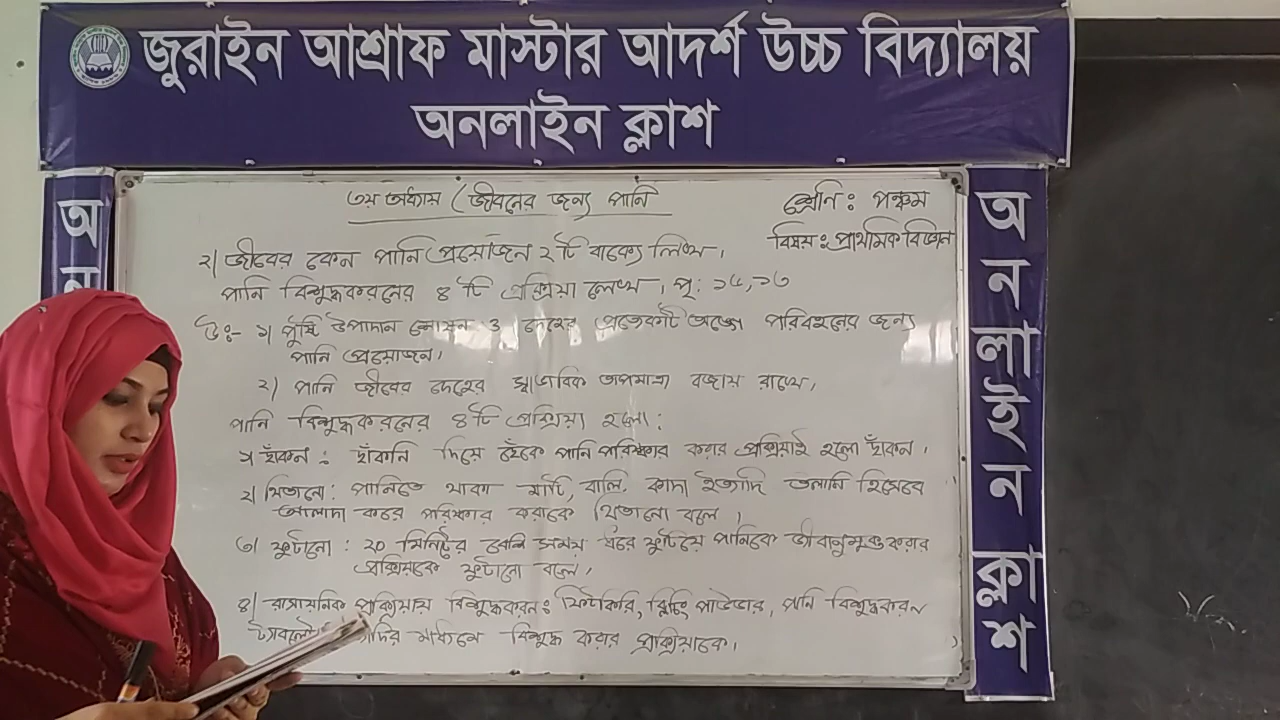 জুরাইন আশ্রাফ মাস্টার আদর্শ উচ্চ বিদ্যালয়
অনলাইন ক্লাশ
৩য় অধ্যায় (জীবনের জন্য পানি
শ্রেণি: পঞ্চম
বিষয়: প্রাথমিক বিজ্ঞান
২| জীবের কেন পানি প্রয়োজন ২টি বাক্যে লিখ।
পানি বিশুদ্ধকরনের ৪টি প্রক্রিয়া লেখ। পৃ: ১৫,১৬
উঃ- ১) পুষ্টি উপাদান শোষন ও দেহের প্রত্যেকটি অঙ্গে পরিবহনের জন্য
পানি প্রয়োজন।
২) পানি জীবের দেহের স্বাভাবিক তাপমাত্রা বজায় রাখে।
পানি বিশুদ্ধকরনের ৪টি প্রক্রিয়া হলো:
১| ছাঁকন: ছাঁকনি দিয়ে ছেঁকে পানি পরিষ্কার করার প্রক্রিয়াই হলো ছাঁকন।
২| থিতানো: পানিতে থাকা মাটি, বালি, কাদা ইত্যাদি তলানি হিসেবে
আলাদা করে পরিষ্কার করাকে থিতানো বলে।
৩| ফুটানো: ২০ মিনিটের বেশি সময় ধরে ফুটিয়ে পানিকে জীবানুমুক্ত করার
প্রক্রিয়াকে ফুটানো বলে।
৪| রাসায়নিক প্রক্রিয়ায় বিশুদ্ধকরন: ফিটকিরি, ব্লিচিং পাউডার, পানি বিশুদ্ধকরন
মাধ্যমে বিশুদ্ধ করার প্রক্রিয়াকে।
অ
ন
লা
ই
ন
ক্লা
শ
অ